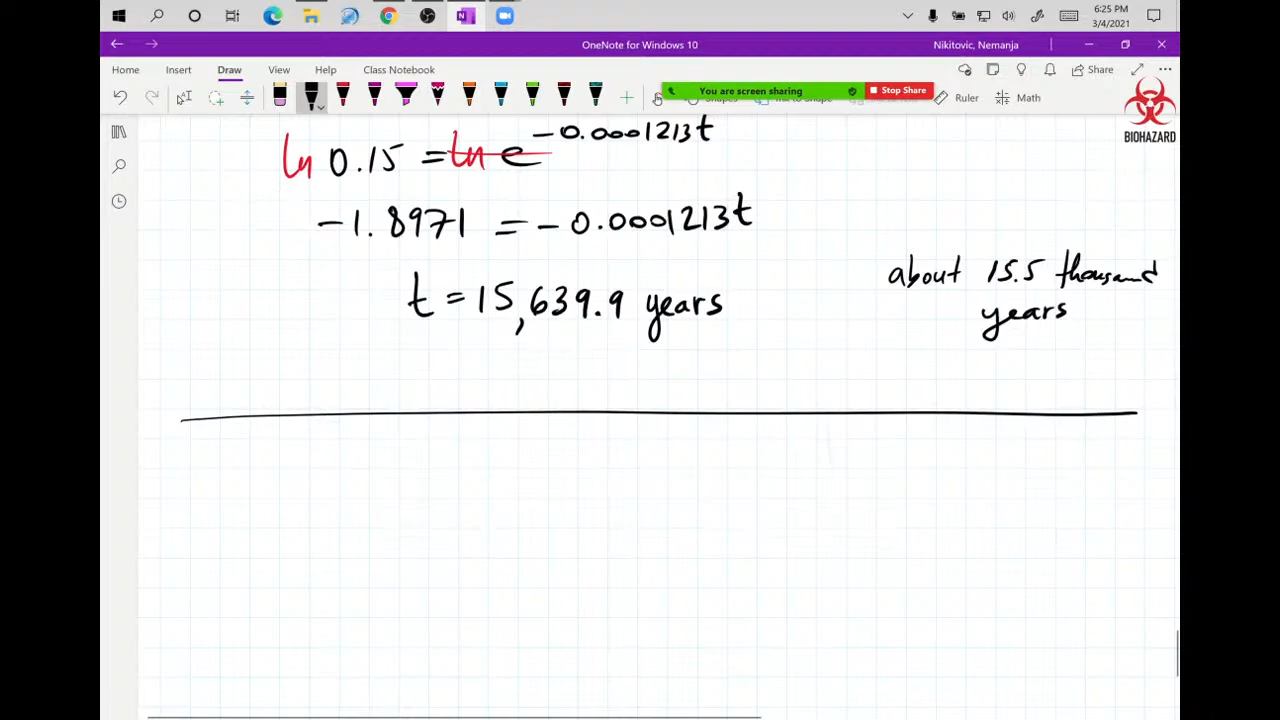 6:25 PM
3/4/2021
OneNote for Windows 10
Nikitovic, Nemanja
Home Insert Draw View Help Class Notebook
Share
You are screen sharing
Stop Share
Ruler
Math
BIOHAZARD
ln 0.15 = ln e^-0.0001213t
-1.8971 = -0.0001213t
t = 15,639.9 years
about 15.5 thousand
years